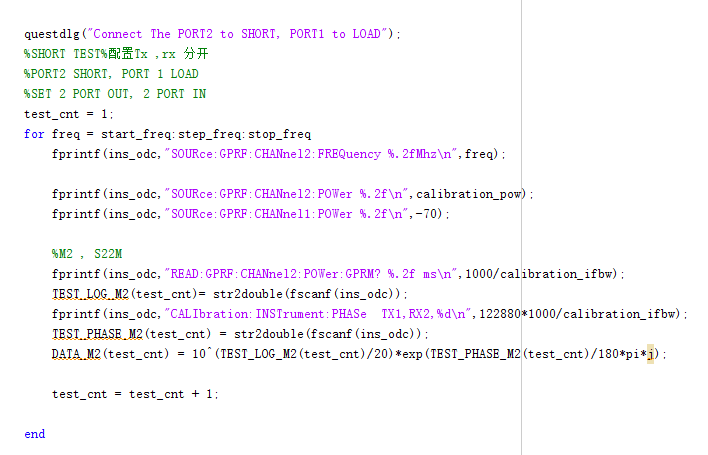 questdlg("Connect The PORT2 to SHORT, PORT1 to LOAD");
%SHORT TEST%配置Tx ,rx 分开
%PORT2 SHORT, PORT 1 LOAD
%SET 2 PORT OUT, 2 PORT IN
test_cnt = 1;
for freq = start_freq:step_freq:stop_freq
fprintf(ins_odc,"SOURce:GPRF:CHANnel2:FREQuency %.2fMhz\n",freq);
fprintf(ins_odc,"SOURce:GPRF:CHANnel2:POWer %.2f\n",calibration_pow);
fprintf(ins_odc,"SOURce:GPRF:CHANnel1:POWer %.2f\n",-70);
%M2 , S22M
fprintf(ins_odc,"READ:GPRF:CHANnel2:POWer:GPRM? %.2f ms\n",1000/calibration_ifbw);
TEST_LOG_M2(test_cnt)= str2double(fscanf(ins_odc));
fprintf(ins_odc,"CALIbration:INSTrument:PHASe  TX1,RX2,%d\n",122880*1000/calibration_ifbw);
TEST_PHASE_M2(test_cnt) = str2double(fscanf(ins_odc));
DATA_M2(test_cnt) = 10^(TEST_LOG_M2(test_cnt)/20)*exp(TEST_PHASE_M2(test_cnt)/180*pi*j);
test_cnt = test_cnt + 1;
end